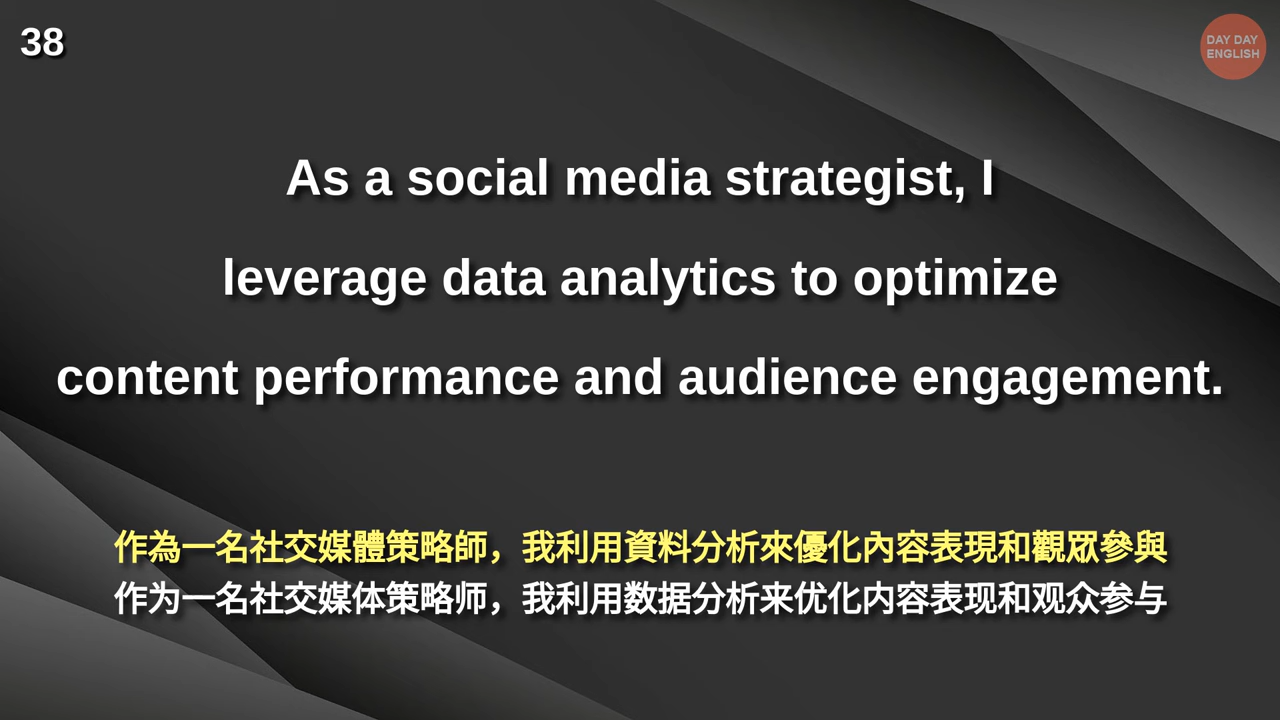 38
DAY DAY
ENGLISH
As a social media strategist, I
leverage data analytics to optimize
content performance and audience engagement.
作為一名社交媒體策略師，我利用資料分析來優化內容表現和觀眾參與
作为一名社交媒体策略师，我利用数据分析来优化内容表现和观众参与